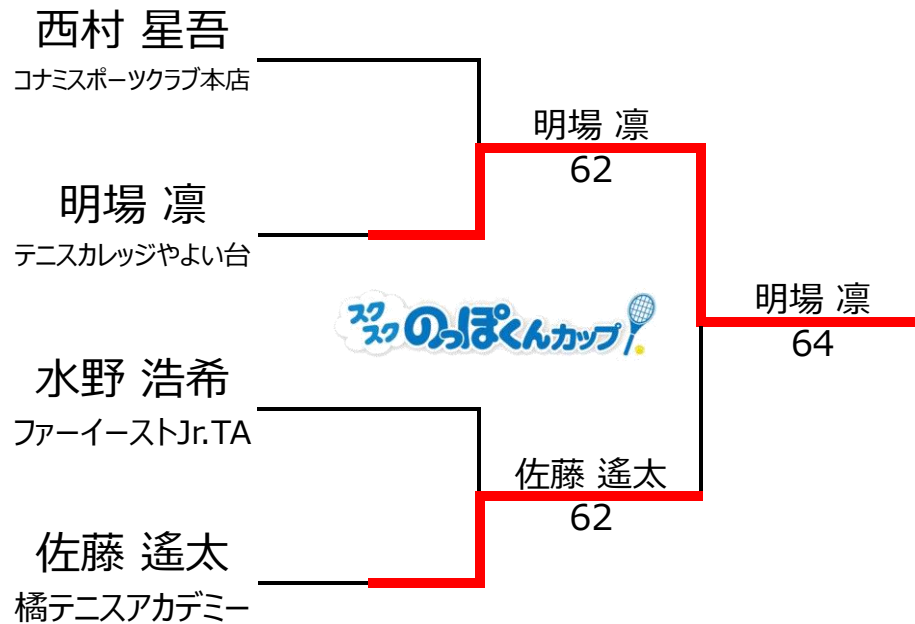 西村 星吾
コナミスポーツクラブ本店
明場 凛
62
明場 凛
テニスカレッジやよい台
スク
スク のっぽくんカップ
明場 凛
64
水野 浩希
ファーイーストJr.TA
佐藤 遙太
62
佐藤 遙太
橘テニスアカデミー